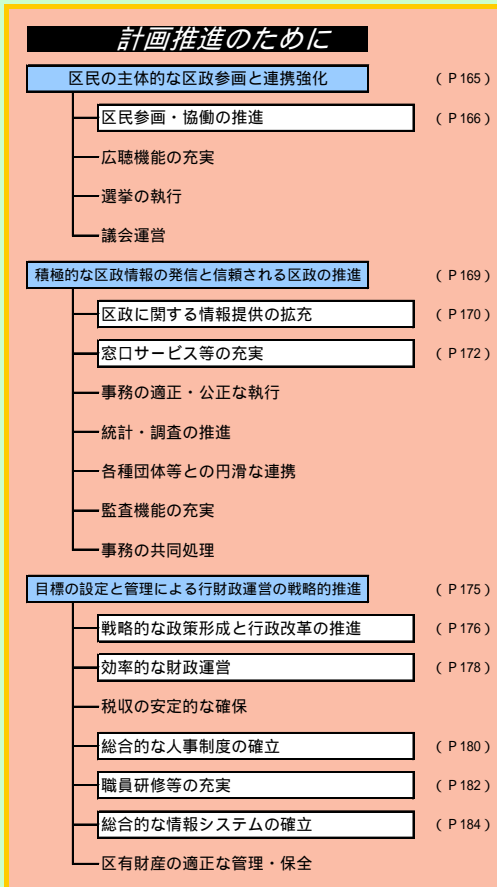 計画推進のために
区民の主体的な区政参画と連携強化 （P165）
区民参画・協働の推進 （P166）
広聴機能の充実
選挙の執行
議会運営
積極的な区政情報の発信と信頼される区政の推進 （P169）
区政に関する情報提供の拡充 （P170）
窓口サービス等の充実 （P172）
事務の適正・公正な執行
統計・調査の推進
各種団体等との円滑な連携
監査機能の充実
事務の共同処理
目標の設定と管理による行財政運営の戦略的推進 （P175）
戦略的な政策形成と行政改革の推進 （P176）
効率的な財政運営 （P178）
税収の安定的な確保
総合的な人事制度の確立 （P180）
職員研修等の充実 （P182）
総合的な情報システムの確立 （P184）
区有財産の適正な管理・保全